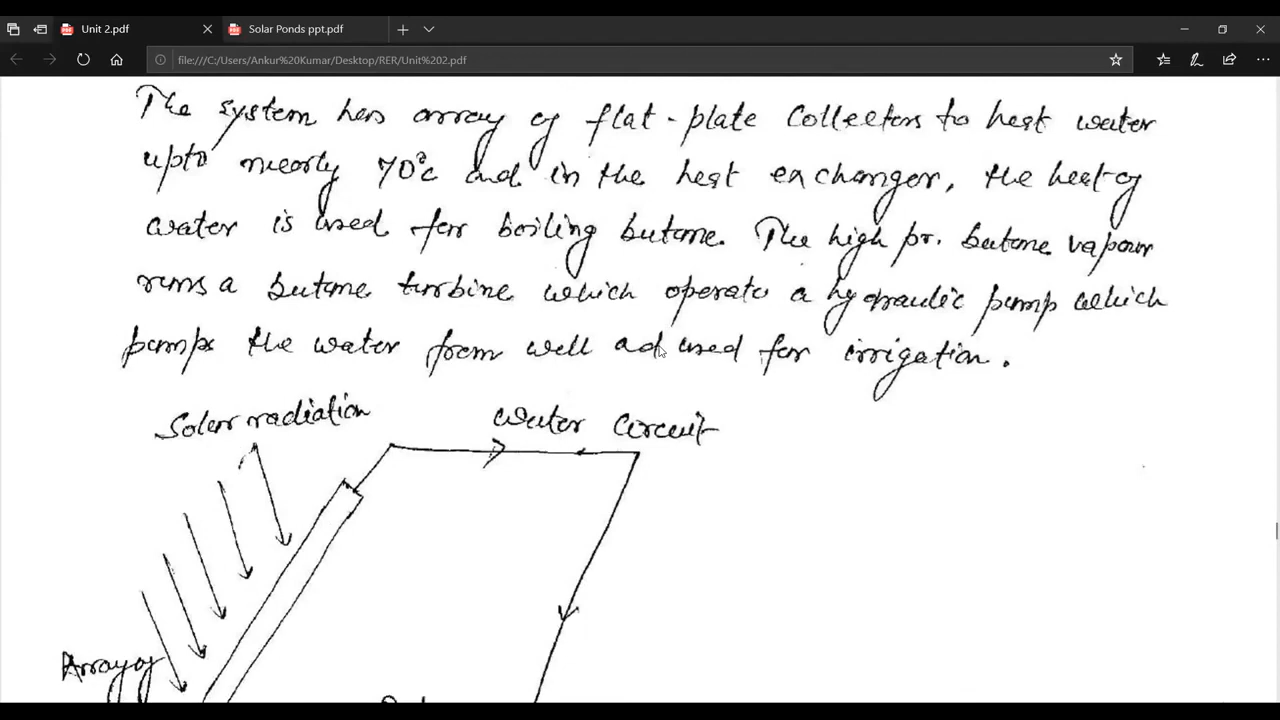 Unit 2.pdf
Solar Ponds ppt.pdf
file:///C:/Users/Ankur%20Kumar/Desktop/RER/Unit%202.pdf
The system has array of flat-plate Collectors to heat water
upto nearly 70°c and in the heat exchanger, the heat of
water is used for boiling butane. The high pr. butane vapour
runs a butane turbine which operate a hydraulic pump which
pumps the water from well ad used for irrigation.
Solar radiation
water circuit
Array of